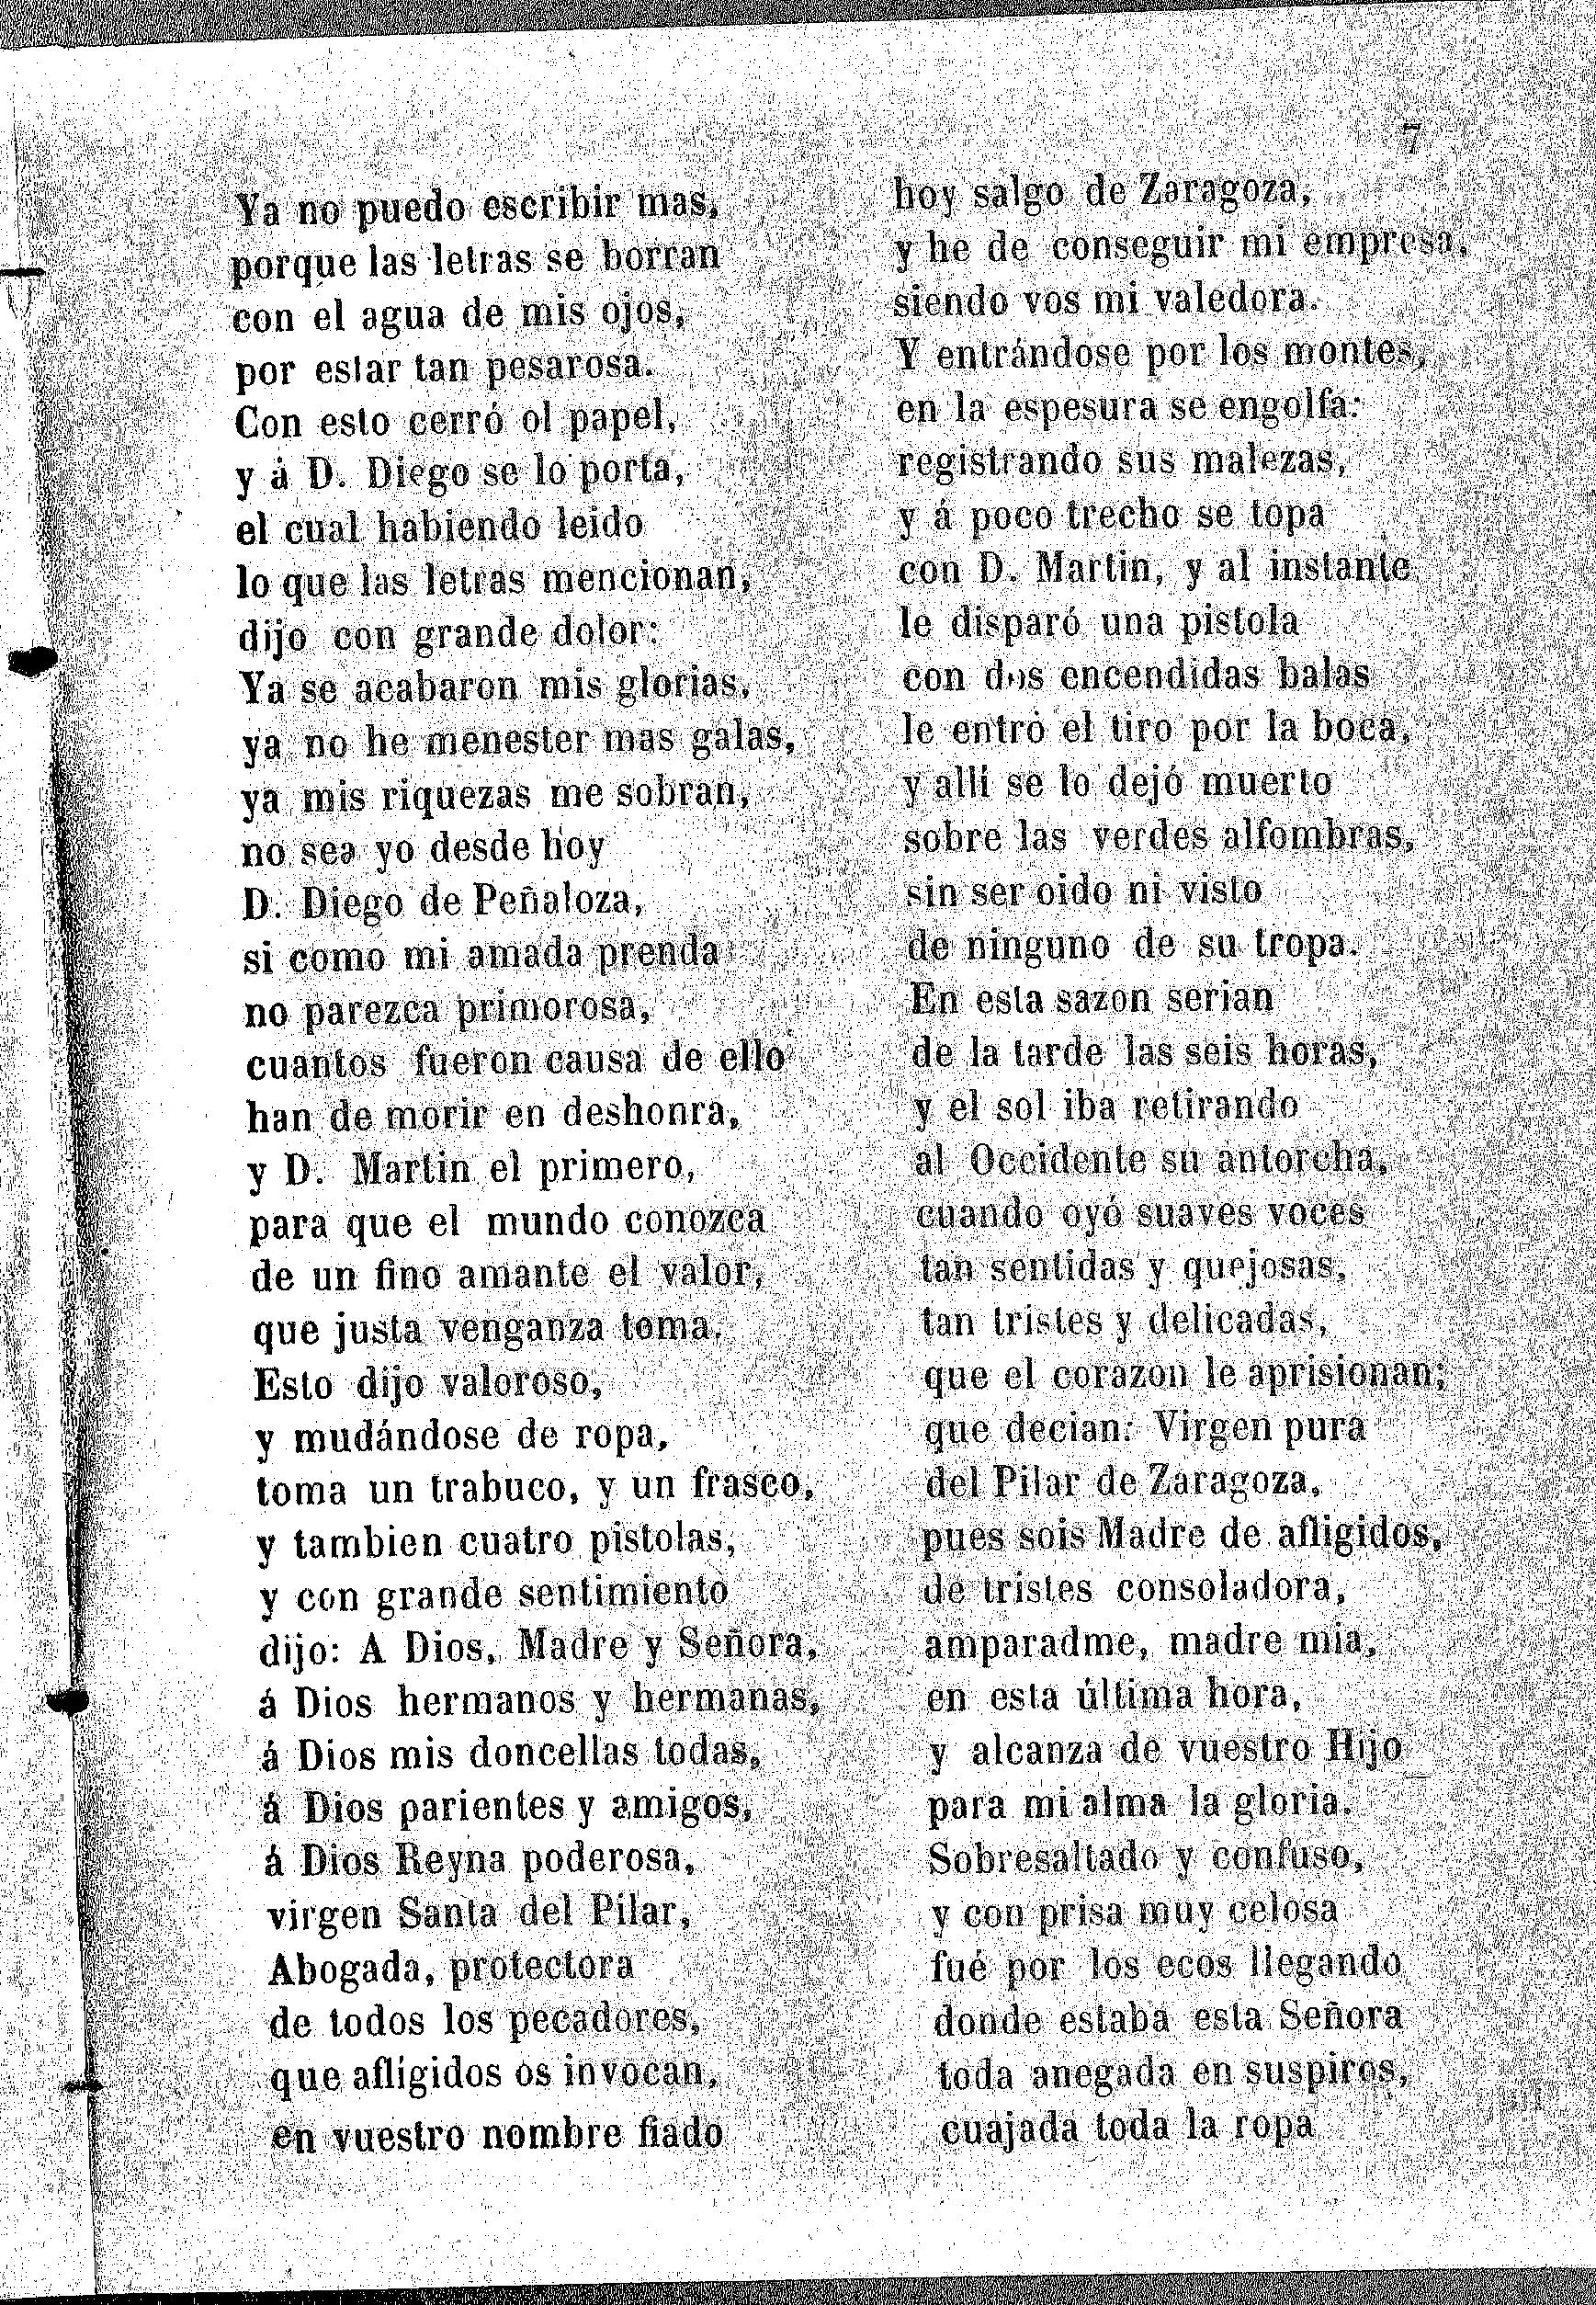 7
Ya no puedo escribir mas,
porque las letras se borran
con el agua de mis ojos,
por estar tan pesarosa.
Con esto cerró ol papel,
y á D. Diego se lo porta,
el cual habiendo leido
lo que las letras mencionan,
dijo con grande dolor:
Ya se acabaron mis glorias,
ya no he menester mas galas,
ya mis riquezas me sobran,
no sea yo desde hoy
D. Diego de Peñaloza,
si como mi amada prenda
no parezca primorosa,
cuantos fueron causa de ello
han de morir en deshonra,
y D. Martin el primero,
para que el mundo conozca
de un fino amante el valor,
que justa venganza toma.
Esto dijo valoroso,
y mudándose de ropa,
toma un trabuco, y un frasco,
y tambien cuatro pistolas,
y con grande sentimiento
dijo: A Dios, Madre y Señora,
á Dios hermanos y hermanas,
á Dios mis doncellas todas,
á Dios parientes y amigos,
á Dios Reyna poderosa,
virgen Santa del Pilar,
Abogada, protectora
de todos los pecadores,
que afligidos os invocan,
en vuestro nombre fiado
hoy salgo de Zaragoza,
y he de conseguir mi empresa,
siendo vos mi valedora.
Y entrándose por los montes,
en la espesura se engolfa:
registrando sus malezas,
y á poco trecho se topa
con D. Martin, y al instante
le disparó una pistola
con dos encendidas balas
le entró el tiro por la boca,
y alli se lo dejó muerto
sobre las verdes alfombras,
sin ser oido ni visto
de ninguno de su tropa.
En esta sazon serian
de la tarde las seis horas,
y el sol iba retirando
al Occidente su antorcha,
cuando oyó suaves voces
tan sentidas y quejosas,
tan tristes y delicadas,
que el corazon le aprisionan;
que decian: Virgen pura
del Pilar de Zaragoza,
pues sois Madre de afligidos,
de tristes consoladora,
amparadme, madre mia,
en esta última hora,
y alcanza de vuestro Hijo
para mi alma la gloria.
Sobresaltado y confuso,
y con prisa muy celosa
fué por los ecos llegando
donde estaba esta Señora
toda anegada en suspiros,
cuajada toda la ropa